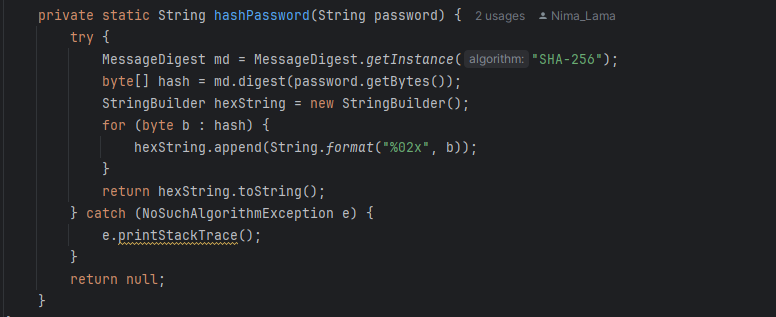 private static String hashPassword(String password) {  2 usages  Nima_Lama
    try {
        MessageDigest md = MessageDigest.getInstance( algorithm: "SHA-256");
        byte[] hash = md.digest(password.getBytes());
        StringBuilder hexString = new StringBuilder();
        for (byte b : hash) {
            hexString.append(String.format("%02x", b));
        }
        return hexString.toString();
    } catch (NoSuchAlgorithmException e) {
        e.printStackTrace();
    }
    return null;
}